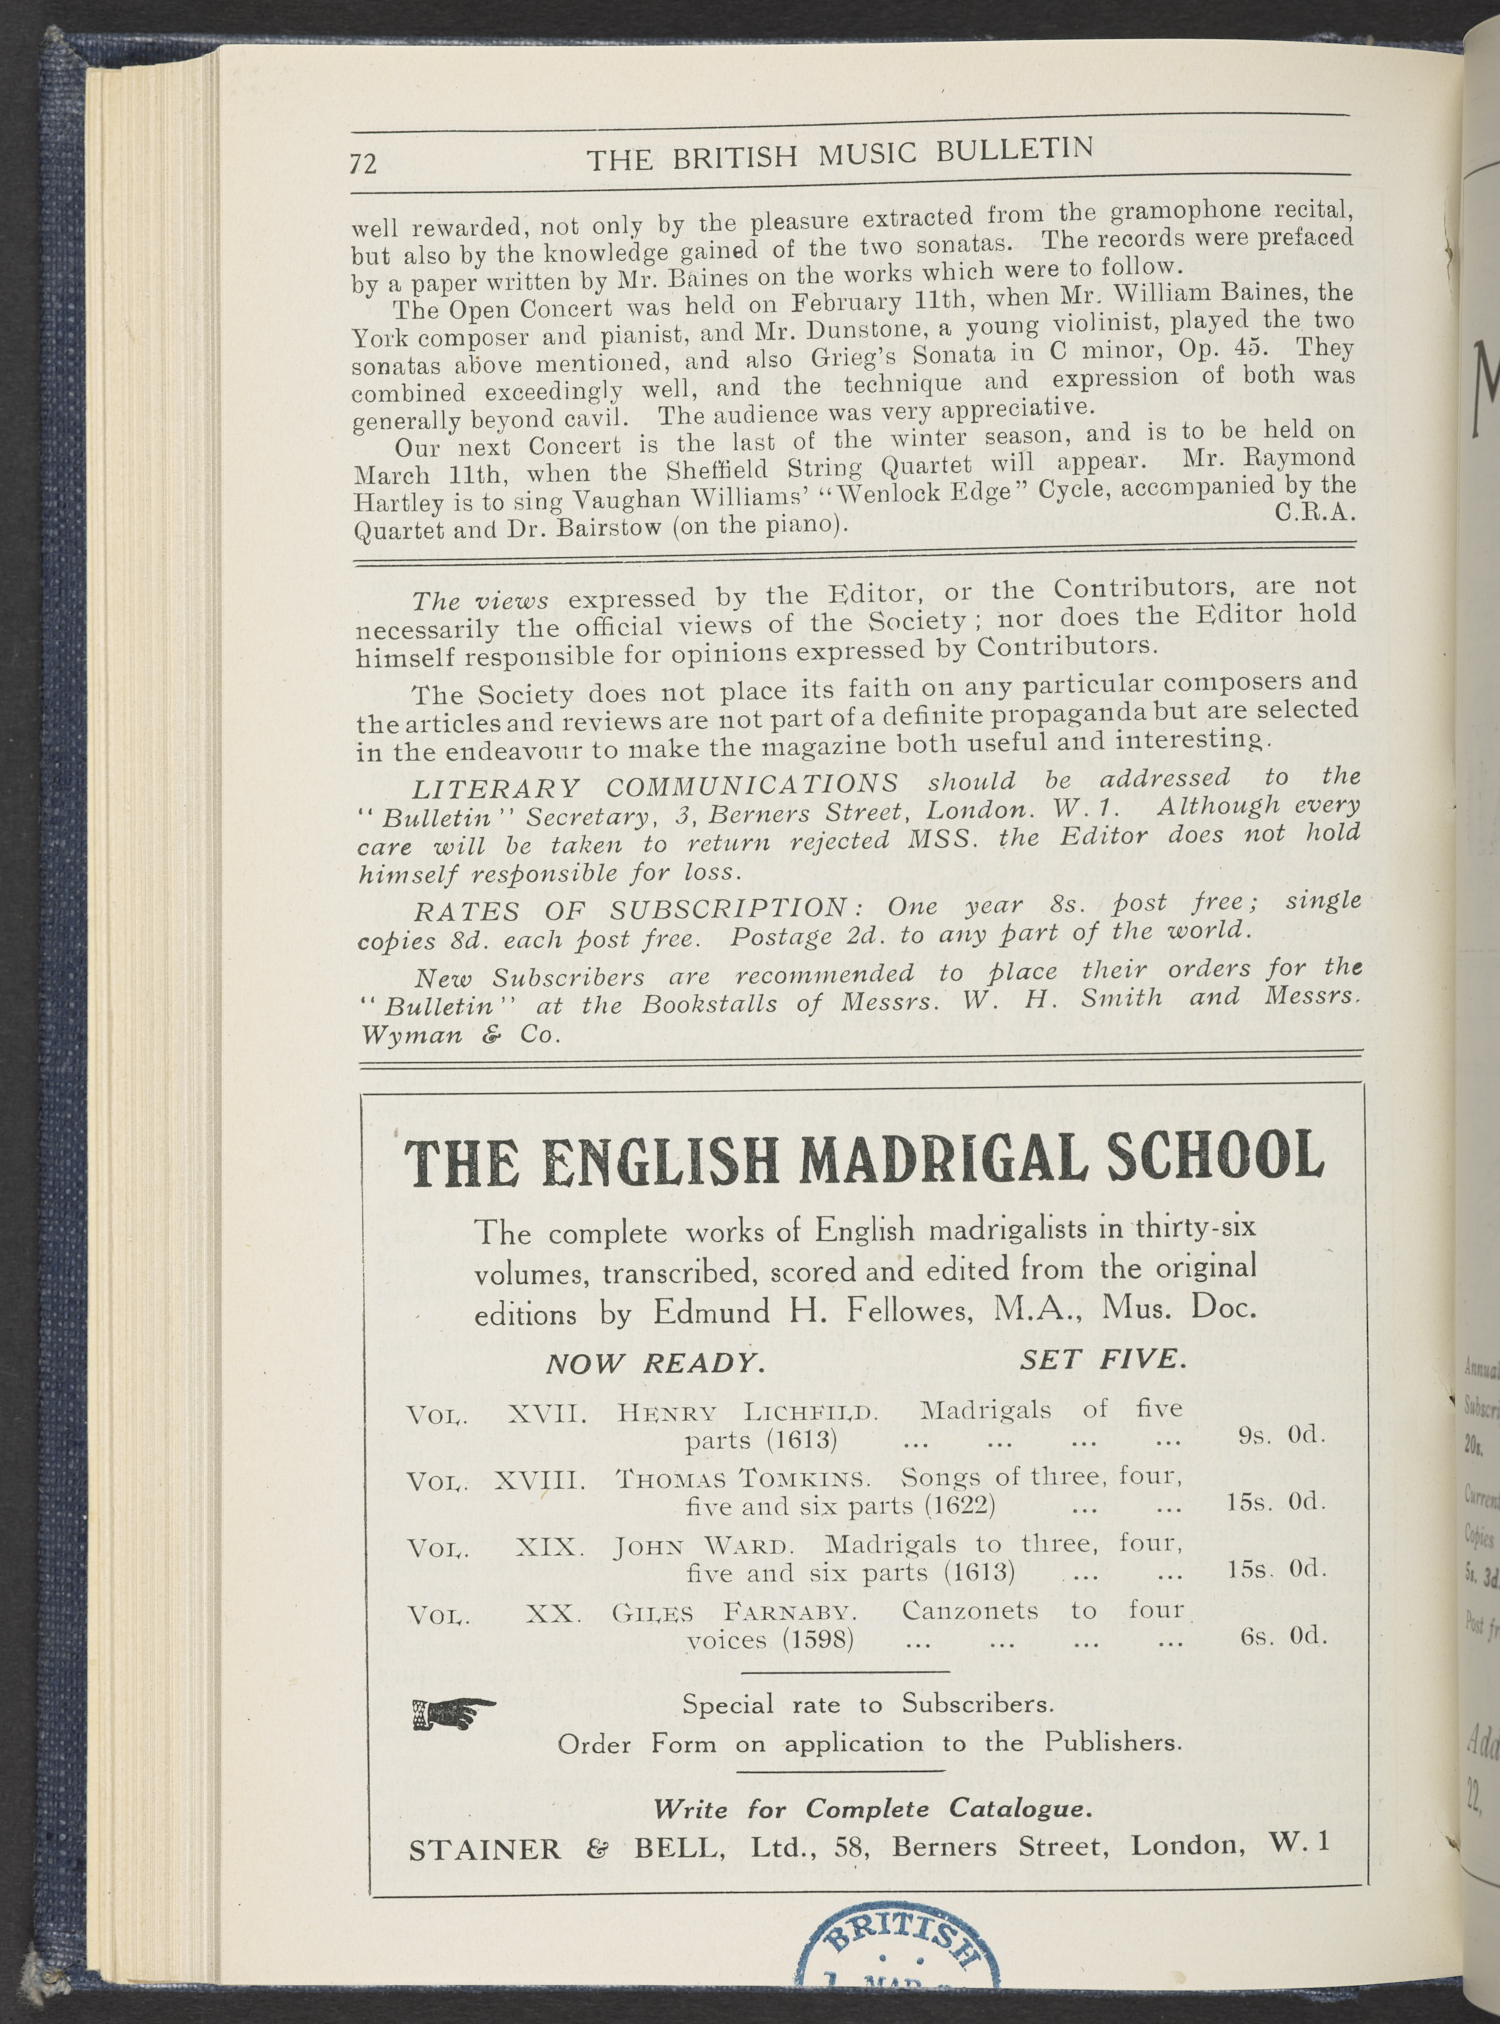 72
THE BRITISH MUSIC BULLETIN
well rewarded, not only by the pleasure extracted from the gramophone recital,
but also by the knowledge gained of the two sonatas. The records were prefaced
by a paper written by Mr. Baines on the works which were to follow.
The Open Concert was held on February 11th, when Mr. William Baines, the
York composer and pianist, and Mr. Dunstone, a young violinist, played the two
sonatas above mentioned, and also Grieg's Sonata in C minor, Op. 45. They
combined exceedingly well, and the technique and expression of both was
generally beyond cavil. The audience was very appreciative.
Our next Concert is the last of the winter season, and is to be held on
March 11th, when the Sheffield String Quartet will appear. Mr. Raymond
Hartley is to sing Vaughan Williams' "Wenlock Edge" Cycle, accompanied by the
Quartet and Dr. Bairstow (on the piano). C.R.A.
The views expressed by the Editor, or the Contributors, are not
necessarily the official views of the Society; nor does the Editor hold
himself responsible for opinions expressed by Contributors.
The Society does not place its faith on any particular composers and
the articles and reviews are not part of a definite propaganda but are selected
in the endeavour to make the magazine both useful and interesting.
LITERARY COMMUNICATIONS should be addressed to the
"Bulletin" Secretary, 3, Berners Street, London. W. 1. Although every
care will be taken to return rejected MSS. the Editor does not hold
himself responsible for loss.
RATES OF SUBSCRIPTION: One year 8s. post free; single
copies 8d. each post free. Postage 2d. to any part of the world.
New Subscribers are recommended to place their orders for the
"Bulletin" at the Bookstalls of Messrs. W. H. Smith and Messrs.
Wyman & Co.
THE ENGLISH MADRIGAL SCHOOL
The complete works of English madrigalists in thirty-six
volumes, transcribed, scored and edited from the original
editions by Edmund H. Fellowes, M.A., Mus. Doc.
NOW READY. SET FIVE.
VOL. XVII. HENRY LICHFILD. Madrigals of five
parts (1613) ... ... ... ... 9s. 0d.
VOL. XVIII. THOMAS TOMKINS. Songs of three, four,
five and six parts (1622) ... ... 15s. 0d.
VOL. XIX. JOHN WARD. Madrigals to three, four,
five and six parts (1613) ... ... 15s. 0d.
VOL. XX. GILES FARNABY. Canzonets to four
voices (1598) ... ... ... ... 6s. 0d.
Special rate to Subscribers.
Order Form on application to the Publishers.
Write for Complete Catalogue.
STAINER & BELL, Ltd., 58, Berners Street, London, W. 1
BRITISH
Annual
20s.
Copies
5s. 3d.
22,